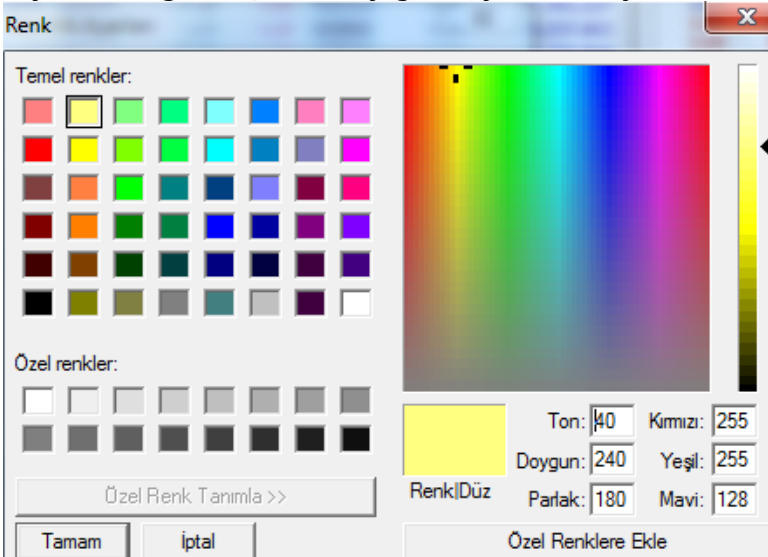 Renk
Temel renkler:
Özel renkler:
Özel Renk Tanımla >>
Tamam
İptal
Renk|Düz
Ton: 40
Kırmızı: 255
Doygun: 240
Yeşil: 255
Parlak: 180
Mavi: 128
Özel Renklere Ekle